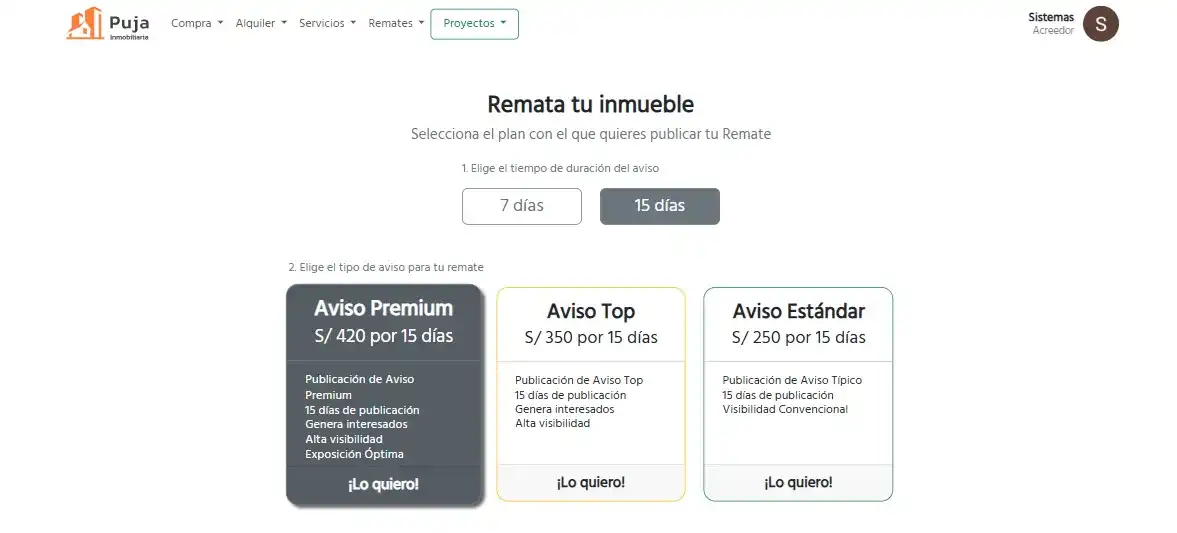 Puja
Inmobiliaria
Compra
Alquiler
Servicios
Remates
Proyectos
Sistemas
Acreedor
S
Remata tu inmueble
Selecciona el plan con el que quieres publicar tu Remate
1. Elige el tiempo de duración del aviso
7 días
15 días
2. Elige el tipo de aviso para tu remate
Aviso Premium
S/ 420 por 15 días
Publicación de Aviso
Premium
15 días de publicación
Genera interesados
Alta visibilidad
Exposición Óptima
¡Lo quiero!
Aviso Top
S/ 350 por 15 días
Publicación de Aviso Top
15 días de publicación
Genera interesados
Alta visibilidad
¡Lo quiero!
Aviso Estándar
S/ 250 por 15 días
Publicación de Aviso Típico
15 días de publicación
Visibilidad Convencional
¡Lo quiero!